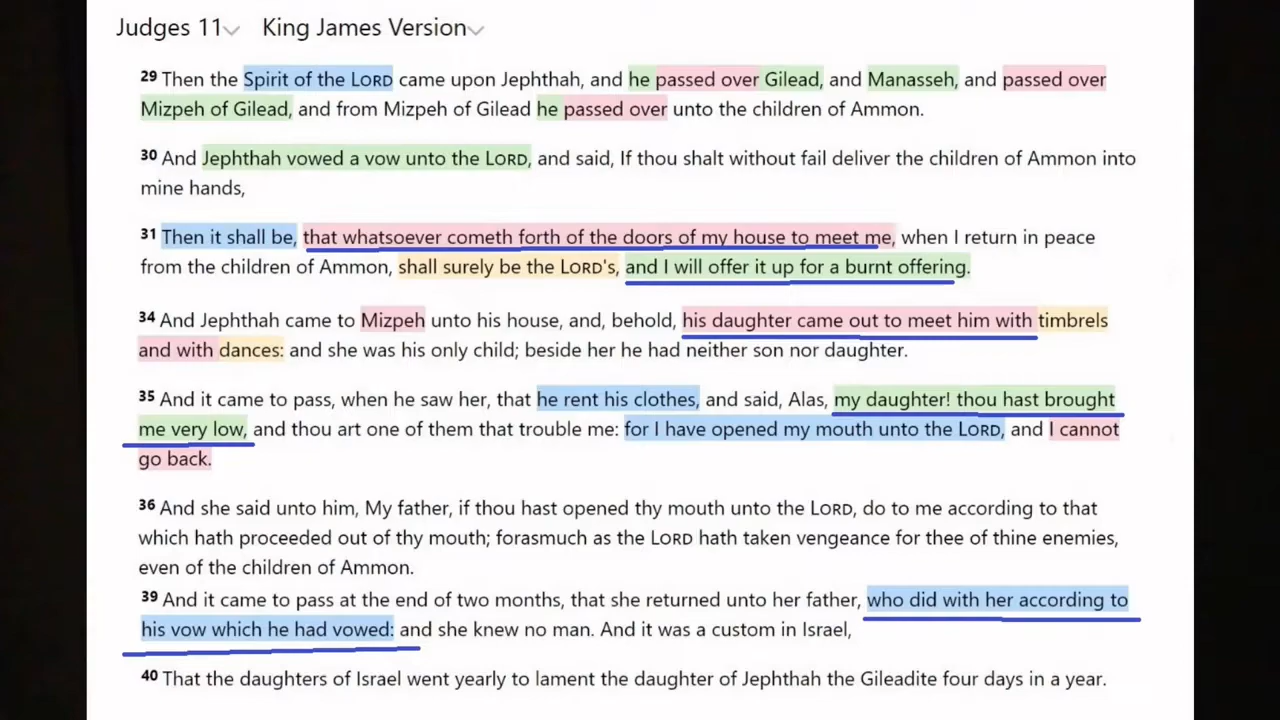 Judges 11 King James Version
29 Then the Spirit of the LORD came upon Jephthah, and he passed over Gilead, and Manasseh, and passed over
Mizpeh of Gilead, and from Mizpeh of Gilead he passed over unto the children of Ammon.
30 And Jephthah vowed a vow unto the LORD, and said, If thou shalt without fail deliver the children of Ammon into
mine hands,
31 Then it shall be, that whatsoever cometh forth of the doors of my house to meet me, when I return in peace
from the children of Ammon, shall surely be the LORD's, and I will offer it up for a burnt offering.
34 And Jephthah came to Mizpeh unto his house, and, behold, his daughter came out to meet him with timbrels
and with dances: and she was his only child; beside her he had neither son nor daughter.
35 And it came to pass, when he saw her, that he rent his clothes, and said, Alas, my daughter! thou hast brought
me very low, and thou art one of them that trouble me: for I have opened my mouth unto the LORD, and I cannot
go back.
36 And she said unto him, My father, if thou hast opened thy mouth unto the LORD, do to me according to that
which hath proceeded out of thy mouth; forasmuch as the LORD hath taken vengeance for thee of thine enemies,
even of the children of Ammon.
39 And it came to pass at the end of two months, that she returned unto her father, who did with her according to
his vow which he had vowed: and she knew no man. And it was a custom in Israel,
40 That the daughters of Israel went yearly to lament the daughter of Jephthah the Gileadite four days in a year.